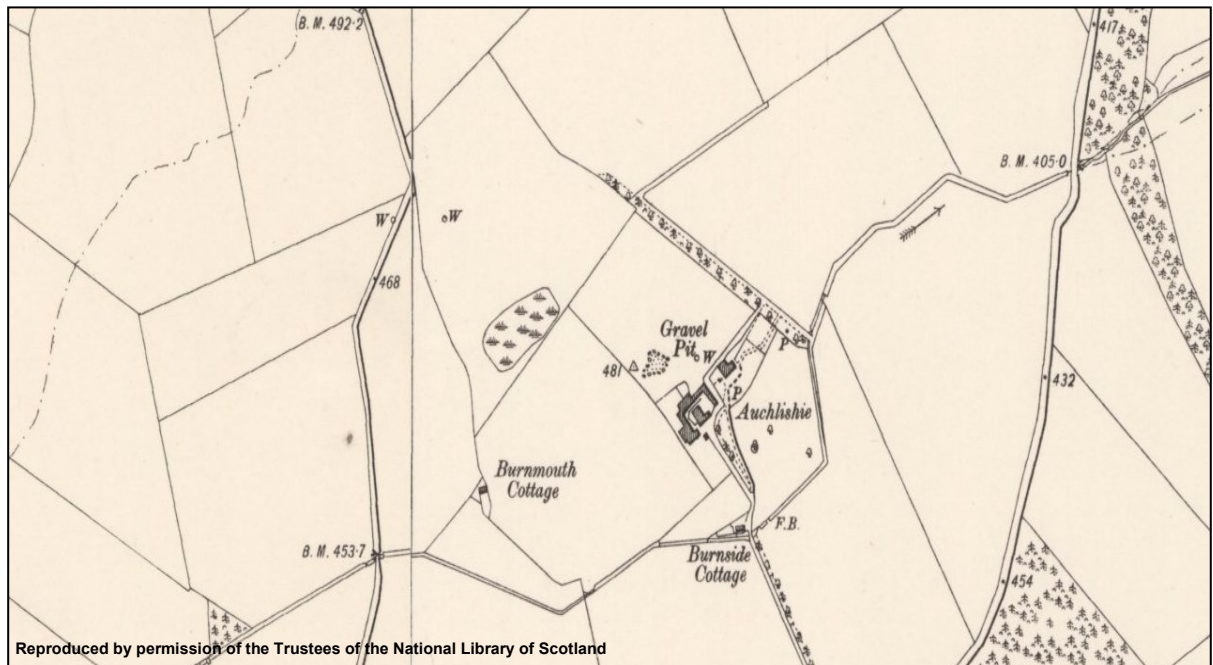 B. M. 492·2
417
B. M. 405·0
W
W
468
Gravel
Pit
W
P
481
432
P
Auchlishie
Burnmouth
Cottage
F.B.
B. M. 453·7
Burnside
Cottage
454
Reproduced by permission of the Trustees of the National Library of Scotland